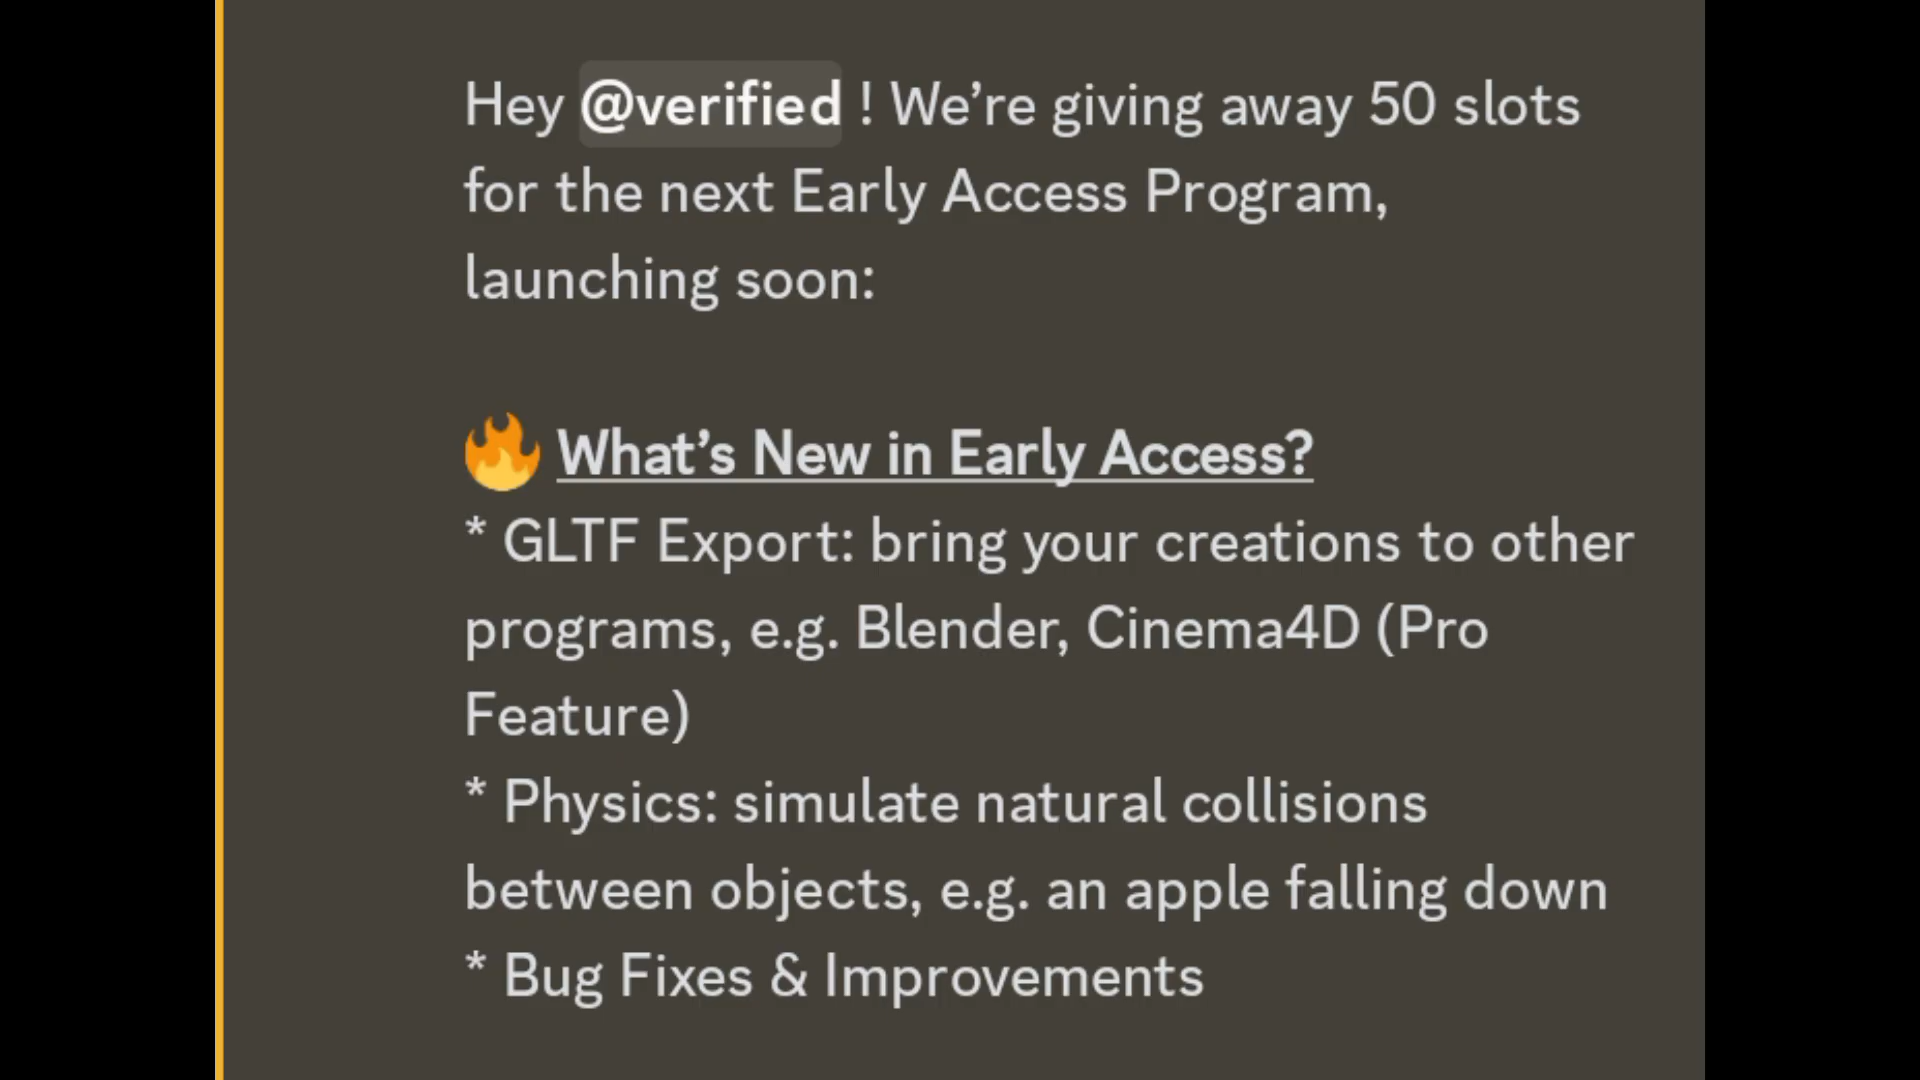 Hey @verified ! We’re giving away 50 slots
for the next Early Access Program,
launching soon:
🔥 What’s New in Early Access?
* GLTF Export: bring your creations to other
programs, e.g. Blender, Cinema4D (Pro
Feature)
* Physics: simulate natural collisions
between objects, e.g. an apple falling down
* Bug Fixes & Improvements